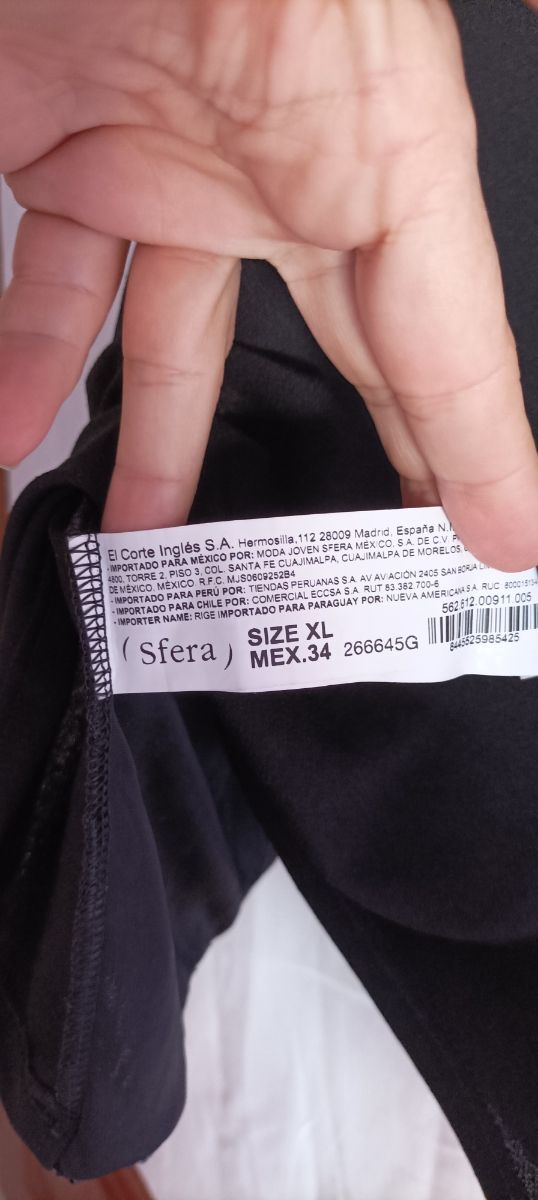 El Corte Inglés S.A. Hermosilla,112 28009 Madrid, España
- IMPORTADO PARA MÉXICO POR: MODA JOVEN SFERA MÉXICO, S.A. DE C.V.
4800, TORRE 2, PISO 3, COL. SANTA FE CUAJIMALPA, CUAJIMALPA DE MORELOS,
DE MÉXICO, MÉXICO. R.F.C. MJS0609252B4
- IMPORTADO PARA PERÚ POR: TIENDAS PERUANAS S.A. AV AVIACIÓN 2405 SAN BORJA
- IMPORTADO PARA CHILE POR: COMERCIAL ECCSA S.A. RUT 83.382.700-6
- IMPORTER NAME: RIGE IMPORTADO PARA PARAGUAY POR: NUEVA AMERICANA S.A. RUC
562.812.00911.005
(Sfera)
SIZE XL
MEX.34
266645G
8445525985425